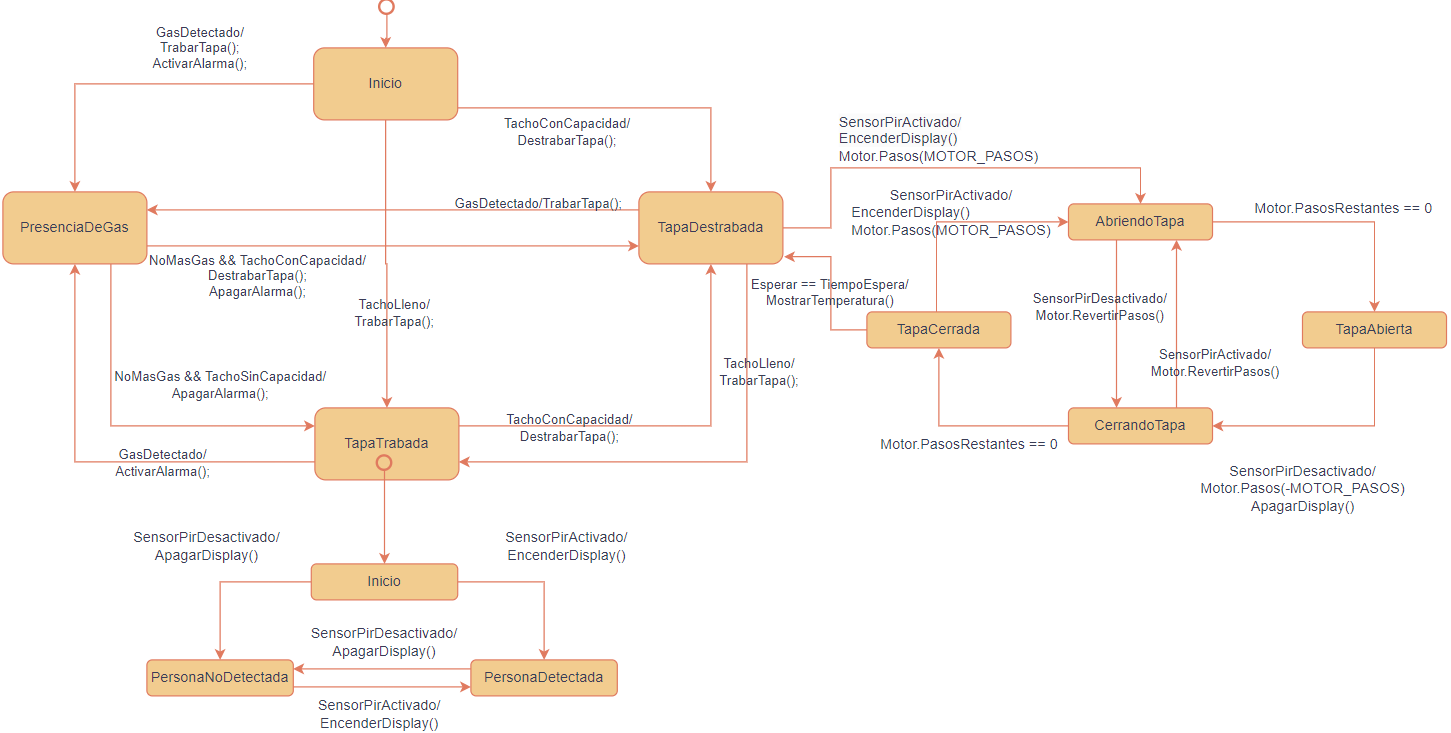 GasDetectado/
TrabarTapa();
ActivarAlarma();
Inicio
TachoConCapacidad/
DestrabarTapa();
SensorPirActivado/
EncenderDisplay()
Motor.Pasos(MOTOR_PASOS)
PresenciaDeGas
GasDetectado/TrabarTapa();
TapaDestrabada
SensorPirActivado/
EncenderDisplay()
Motor.Pasos(MOTOR_PASOS)
AbriendoTapa
Motor.PasosRestantes == 0
NoMasGas && TachoConCapacidad/
DestrabarTapa();
ApagarAlarma();
TachoLleno/
TrabarTapa();
Esperar == TiempoEspera/
MostrarTemperatura()
TapaCerrada
SensorPirDesactivado/
Motor.RevertirPasos()
TapaAbierta
SensorPirActivado/
Motor.RevertirPasos()
TachoLleno/
TrabarTapa();
NoMasGas && TachoSinCapacidad/
ApagarAlarma();
TapaTrabada
TachoConCapacidad/
DestrabarTapa();
CerrandoTapa
Motor.PasosRestantes == 0
GasDetectado/
ActivarAlarma();
SensorPirDesactivado/
Motor.Pasos(-MOTOR_PASOS)
ApagarDisplay()
SensorPirDesactivado/
ApagarDisplay()
SensorPirActivado/
EncenderDisplay()
Inicio
SensorPirDesactivado/
ApagarDisplay()
PersonaNoDetectada
PersonaDetectada
SensorPirActivado/
EncenderDisplay()